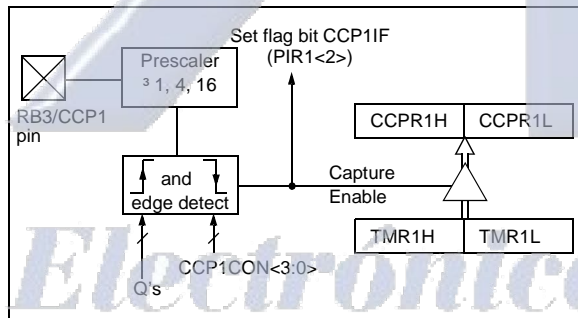 Set flag bit CCP1IF
(PIR1<2>)
Prescaler
³ 1, 4, 16
RB3/CCP1
pin
CCPR1H
CCPR1L
and
edge detect
Capture
Enable
TMR1H
TMR1L
CCP1CON<3:0>
Q's
Electrónica